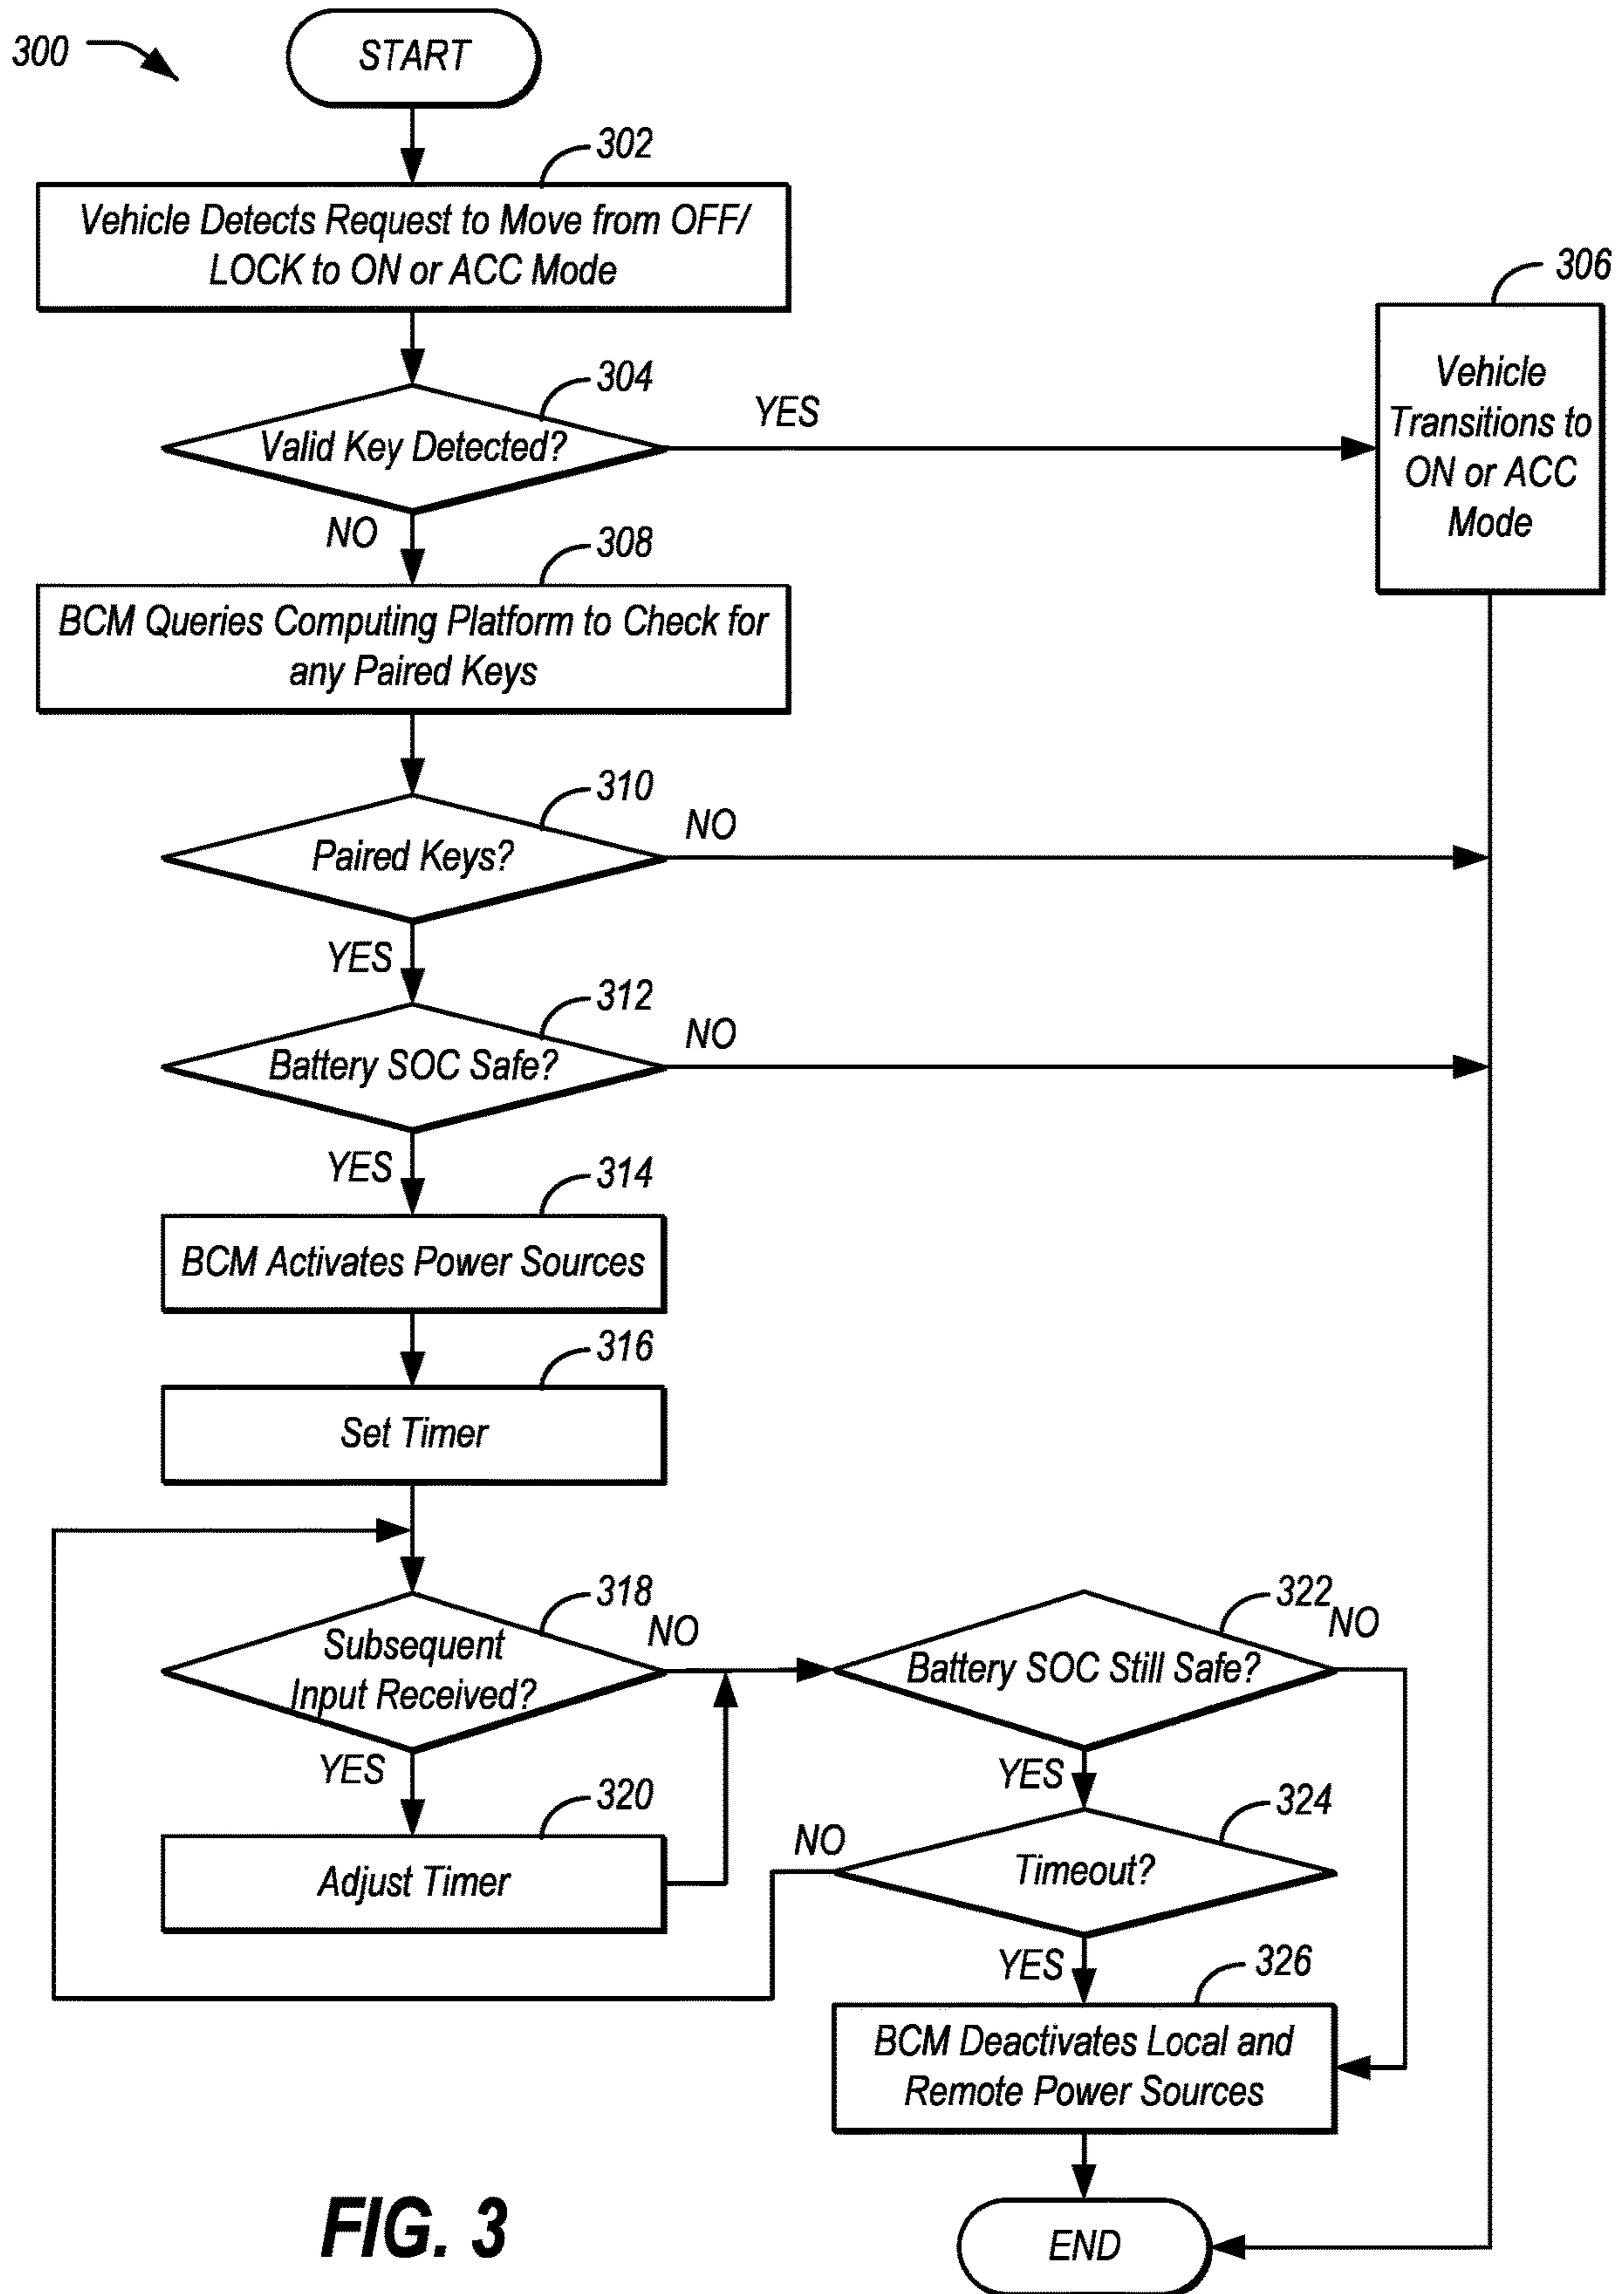 300
START
302
Vehicle Detects Request to Move from OFF/
LOCK to ON or ACC Mode
306
Vehicle
Transitions to
ON or ACC
Mode
304
Valid Key Detected?
YES
NO
308
BCM Queries Computing Platform to Check for
any Paired Keys
310
Paired Keys?
NO
YES
312
Battery SOC Safe?
NO
YES
314
BCM Activates Power Sources
316
Set Timer
318
Subsequent
Input Received?
NO
YES
320
Adjust Timer
322
Battery SOC Still Safe?
NO
YES
324
Timeout?
NO
YES
326
BCM Deactivates Local and
Remote Power Sources
END
FIG. 3